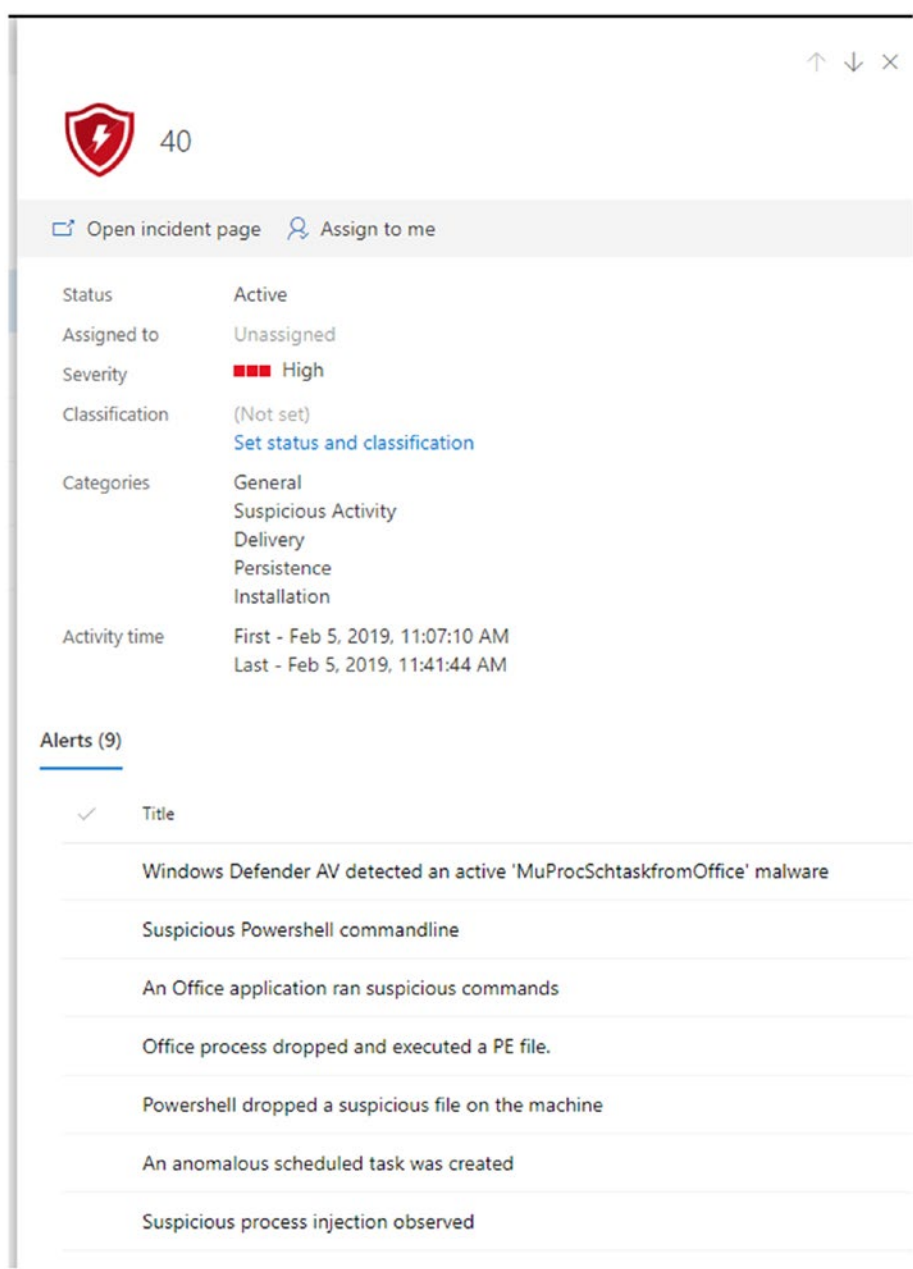 40
Open incident page Assign to me
Status Active
Assigned to Unassigned
Severity High
Classification (Not set)
Set status and classification
Categories General
Suspicious Activity
Delivery
Persistence
Installation
Activity time First - Feb 5, 2019, 11:07:10 AM
Last - Feb 5, 2019, 11:41:44 AM
Alerts (9)
Title
Windows Defender AV detected an active 'MuProcSchtaskfromOffice' malware
Suspicious Powershell commandline
An Office application ran suspicious commands
Office process dropped and executed a PE file.
Powershell dropped a suspicious file on the machine
An anomalous scheduled task was created
Suspicious process injection observed